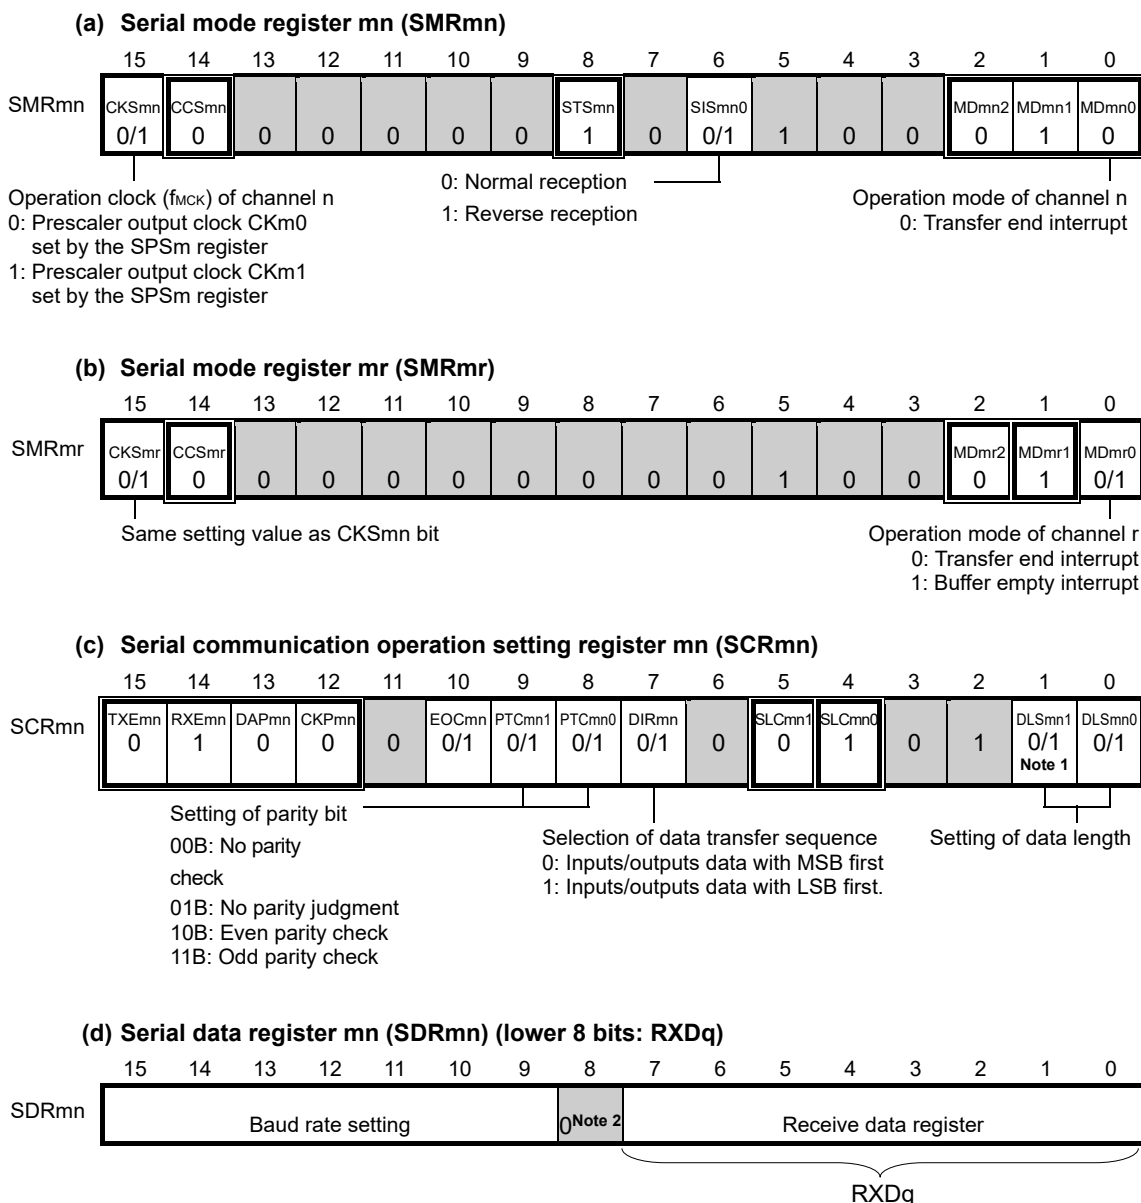 (a) Serial mode register mn (SMRmn)
15 14 13 12 11 10 9 8 7 6 5 4 3 2 1 0
SMRmn CKSmn CCSmn STSmn SISmn0 MDmn2 MDmn1 MDmn0
0/1 0 0 0 0 0 0 1 0 0/1 1 0 0 0 1 0
Operation clock (fMCK) of channel n
0: Prescaler output clock CKm0
set by the SPSm register
1: Prescaler output clock CKm1
set by the SPSm register
0: Normal reception
1: Reverse reception
Operation mode of channel n
0: Transfer end interrupt
(b) Serial mode register mr (SMRmr)
15 14 13 12 11 10 9 8 7 6 5 4 3 2 1 0
SMRmr CKSmr CCSmr MDmr2 MDmr1 MDmr0
0/1 0 0 0 0 0 0 0 0 0 1 0 0 0 1 0/1
Same setting value as CKSmn bit
Operation mode of channel r
0: Transfer end interrupt
1: Buffer empty interrupt
(c) Serial communication operation setting register mn (SCRmn)
15 14 13 12 11 10 9 8 7 6 5 4 3 2 1 0
SCRmn TXEmn RXEmn DAPmn CKPmn EOCmn PTCmn1 PTCmn0 DIRmn SLCmn1 SLCmn0 DLSmn1 DLSmn0
0 1 0 0 0 0/1 0/1 0/1 0/1 0 0 1 0 1 0/1 0/1
Note 1
Setting of parity bit
00B: No parity
check
01B: No parity judgment
10B: Even parity check
11B: Odd parity check
Selection of data transfer sequence
0: Inputs/outputs data with MSB first
1: Inputs/outputs data with LSB first.
Setting of data length
(d) Serial data register mn (SDRmn) (lower 8 bits: RXDq)
15 14 13 12 11 10 9 8 7 6 5 4 3 2 1 0
SDRmn Baud rate setting 0Note 2 Receive data register
RXDq